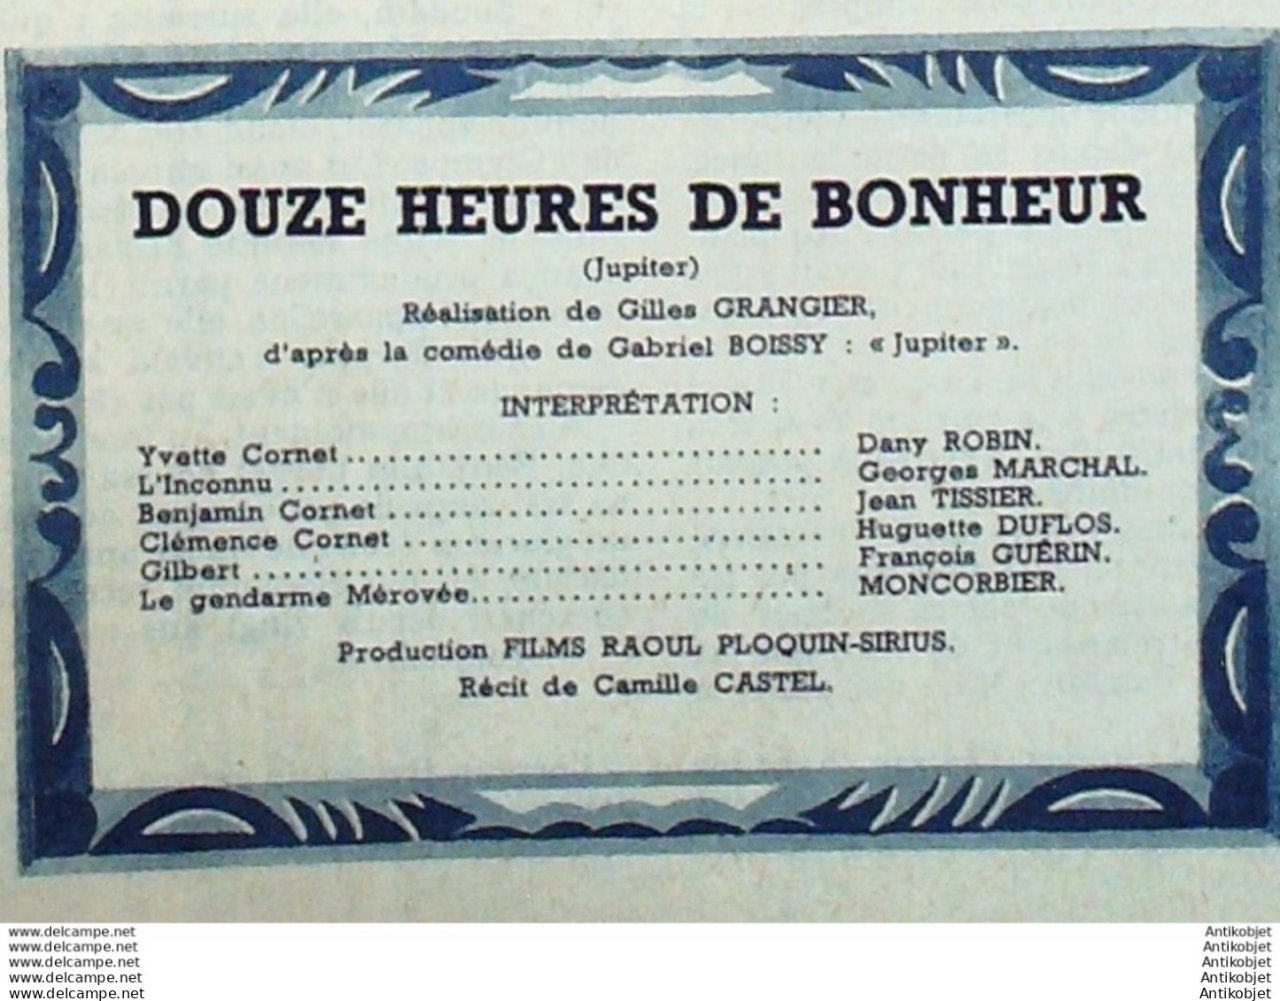 DOUZE HEURES DE BONHEUR
(Jupiter)
Réalisation de Gilles GRANGIER,
d'après la comédie de Gabriel BOISSY : « Jupiter ».
INTERPRÉTATION :
Yvette Cornet .................................. Dany ROBIN.
L'Inconnu ...................................... Georges MARCHAL.
Benjamin Cornet ............................... Jean TISSIER.
Clémence Cornet .............................. Huguette DUFLOS.
Gilbert ........................................ François GUÉRIN.
Le gendarme Mérovée......................... MONCORBIER.
Production FILMS RAOUL PLOQUIN-SIRIUS.
Récit de Camille CASTEL.
www.delcampe.net Antikobjet
www.delcampe.net Antikobjet
www.delcampe.net Antikobjet
www.delcampe.net Antikobjet
www.delcampe.net Antikobjet